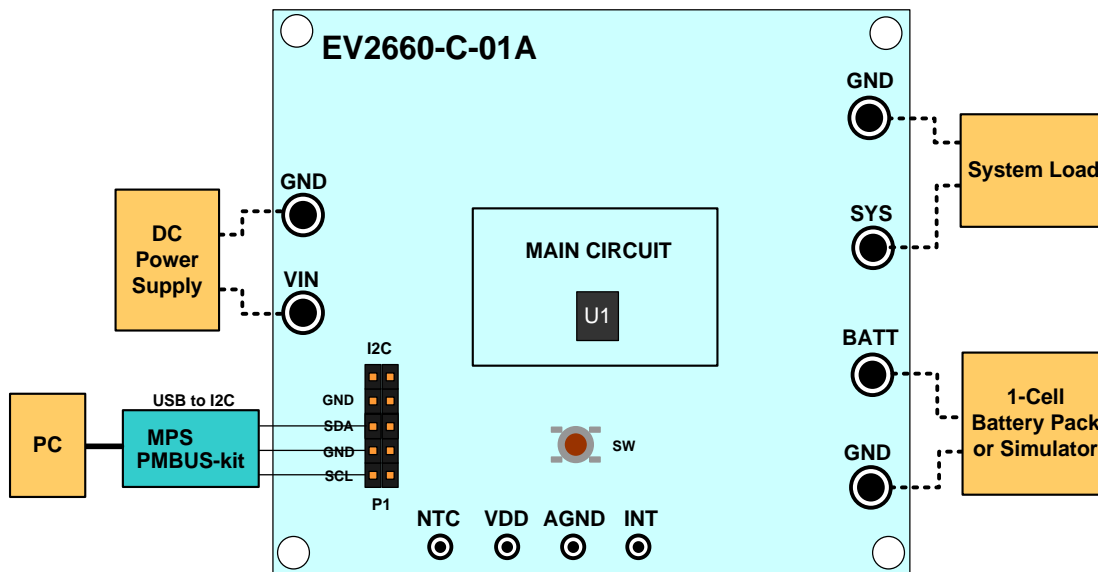 EV2660-C-01A
GND
GND
System Load
DC
Power
Supply
SYS
MAIN CIRCUIT
VIN
U1
BATT
I2C
USB to I2C
GND
1-Cell
Battery Pack
or Simulator
PC
MPS
PMBUS-kit
SDA
GND
SCL
SW
GND
P1
NTC
VDD
AGND
INT